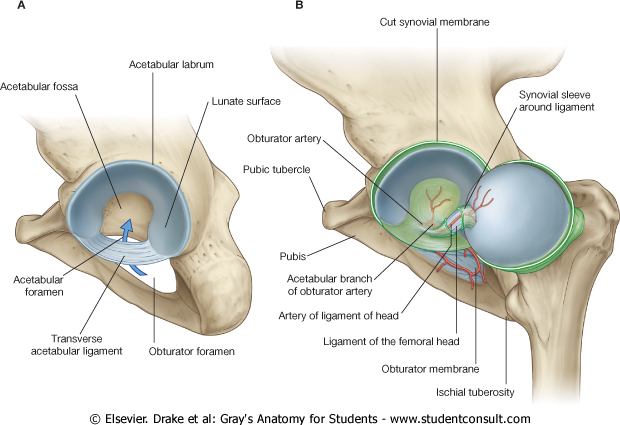 A
Acetabular labrum
Acetabular fossa
Lunate surface
Acetabular
foramen
Transverse
acetabular ligament
Obturator foramen
B
Cut synovial membrane
Synovial sleeve
around ligament
Obturator artery
Pubic tubercle
Pubis
Acetabular branch
of obturator artery
Artery of ligament of head
Ligament of the femoral head
Obturator membrane
Ischial tuberosity
© Elsevier. Drake et al: Gray's Anatomy for Students - www.studentconsult.com